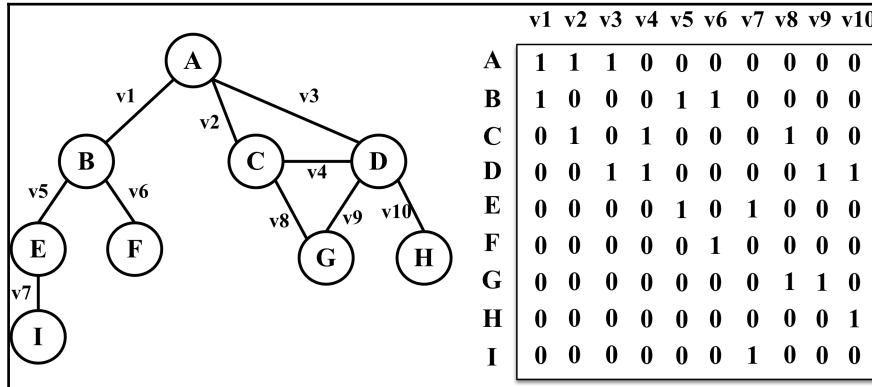 v1 v2 v3 v4 v5 v6 v7 v8 v9 v10
A 1 1 1 0 0 0 0 0 0 0
B 1 0 0 0 1 1 0 0 0 0
C 0 1 0 1 0 0 0 1 0 0
D 0 0 1 1 0 0 0 0 1 1
E 0 0 0 0 1 0 1 0 0 0
F 0 0 0 0 0 1 0 0 0 0
G 0 0 0 0 0 0 0 1 1 0
H 0 0 0 0 0 0 0 0 0 1
I 0 0 0 0 0 0 1 0 0 0
A
v1 v2 v3
B C D
v4
v5 v6 v8 v9 v10
E F G H
v7
I